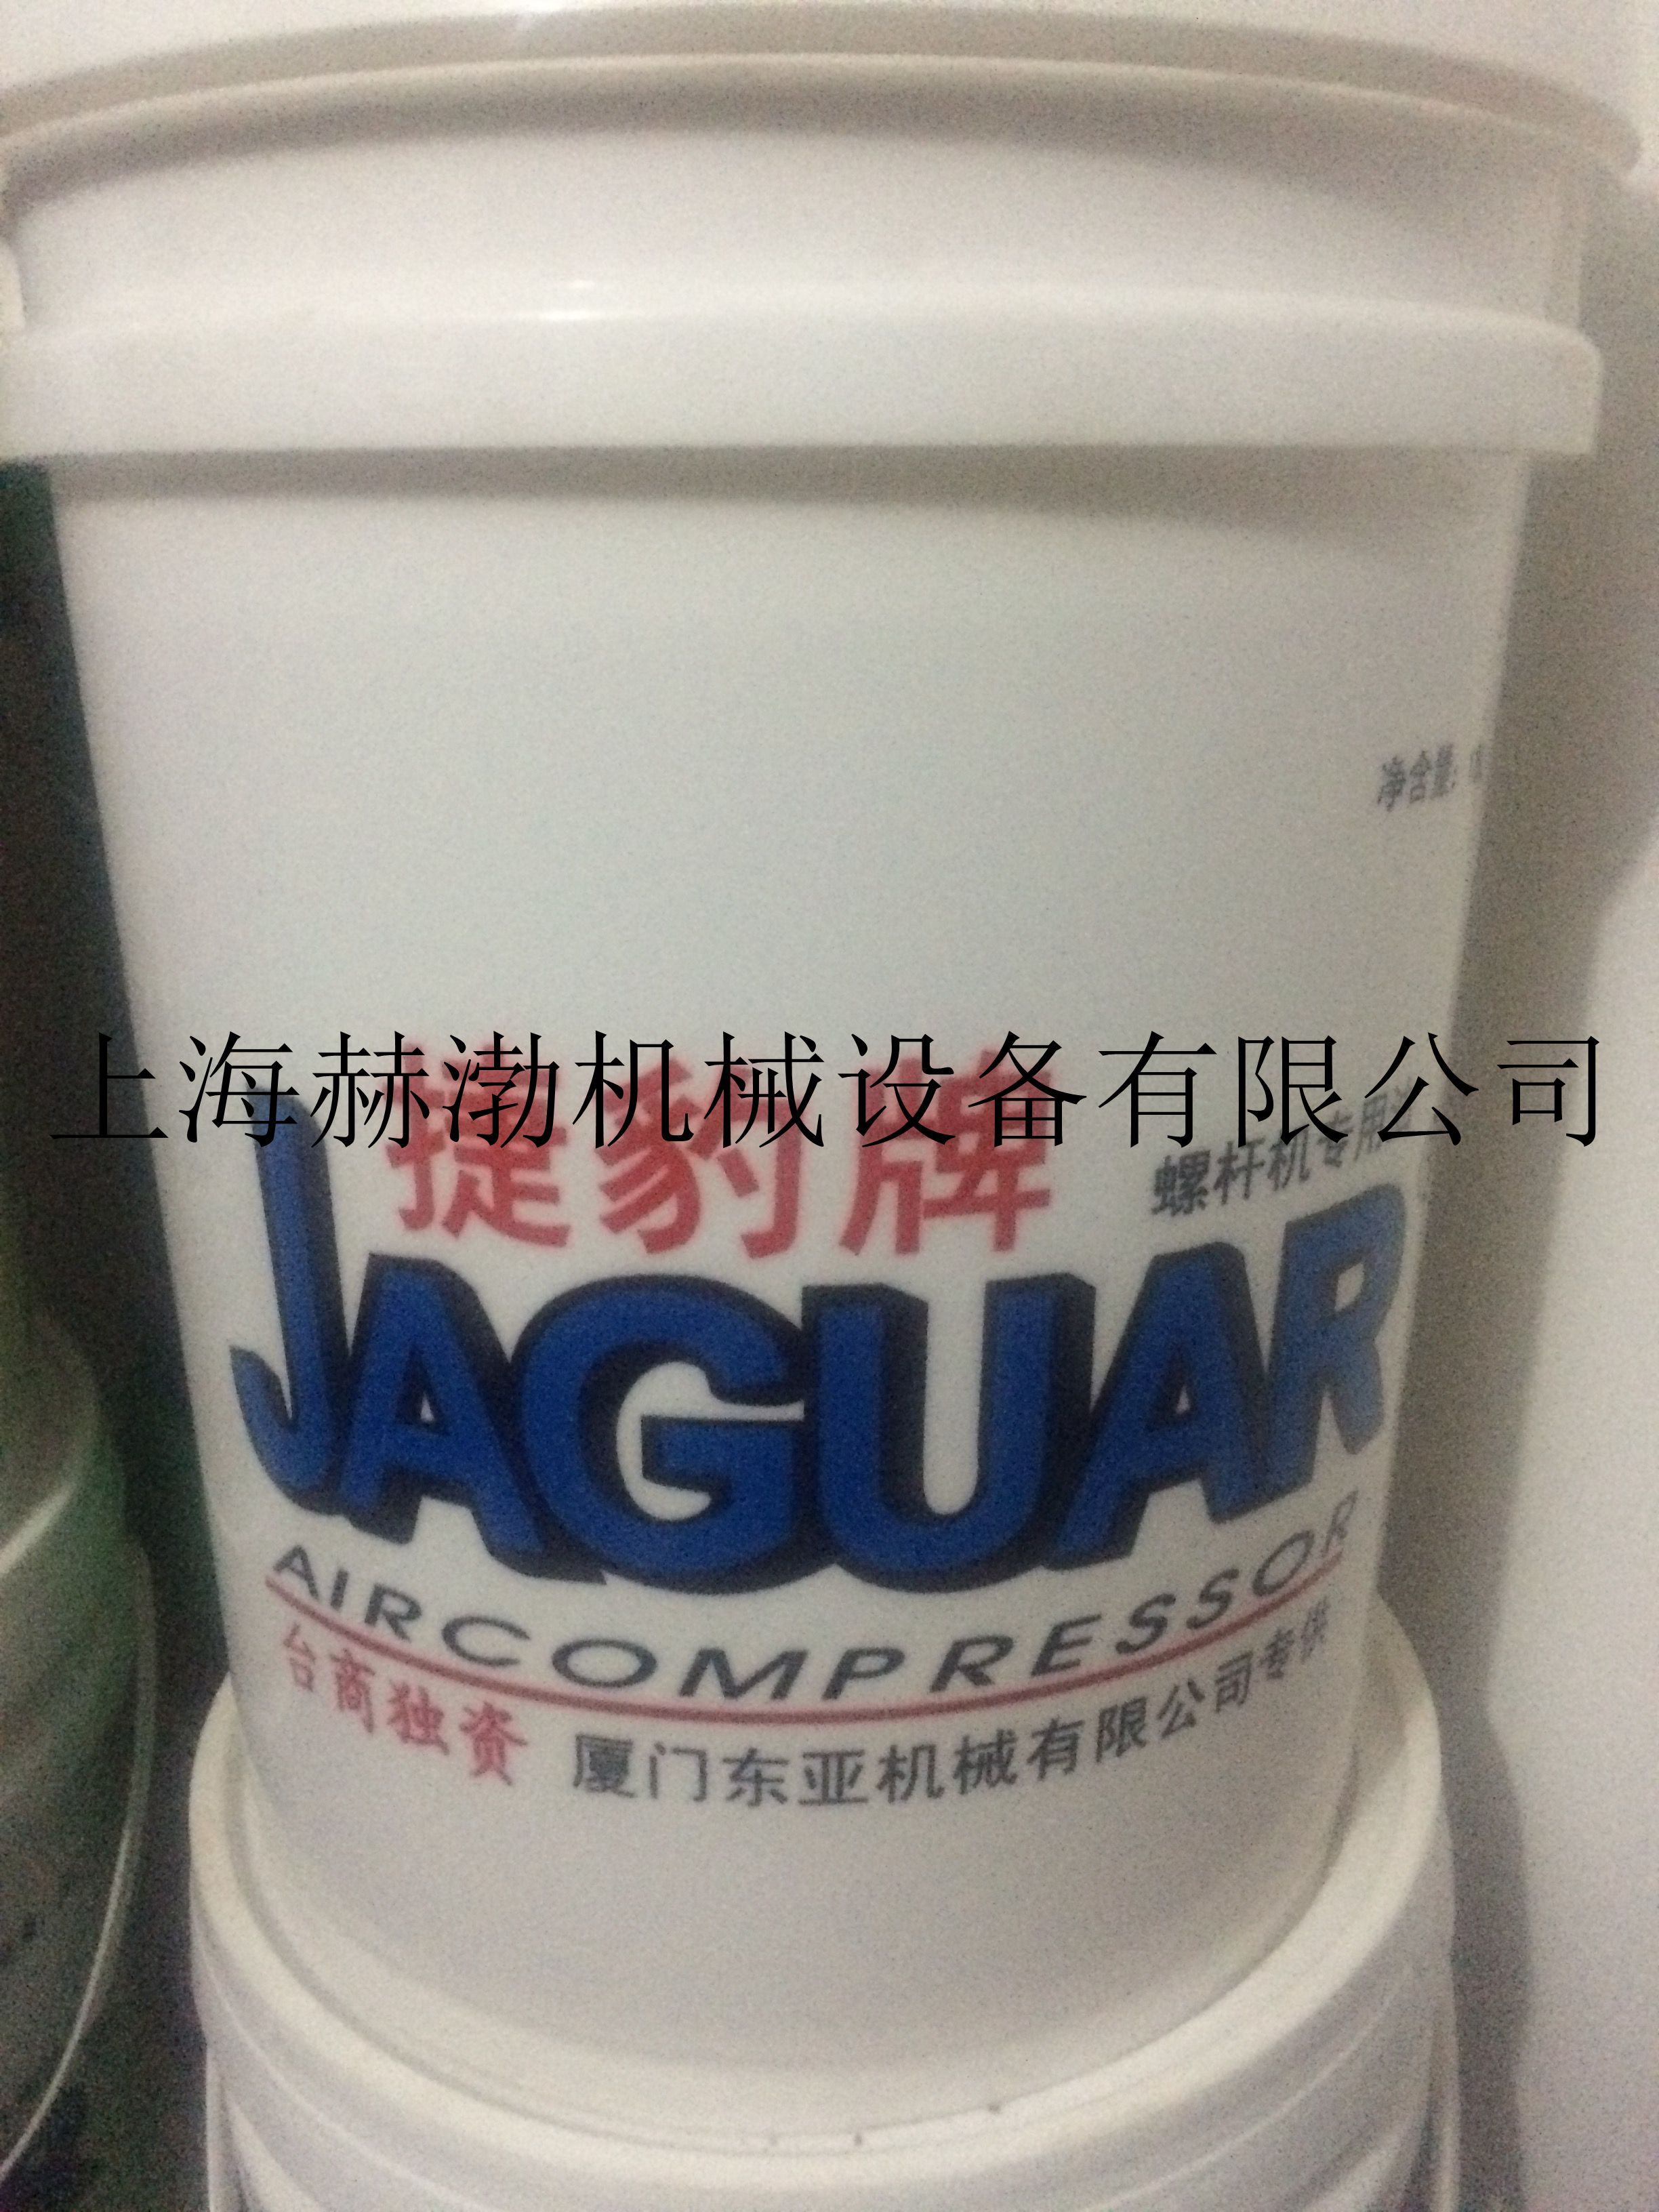 净含量:
上海赫渤机械设备有限公司
捷豹牌
螺杆机专用
JAGUAR
AIRCOMPRESSOR
台商独资 厦门东亚机械有限公司专供